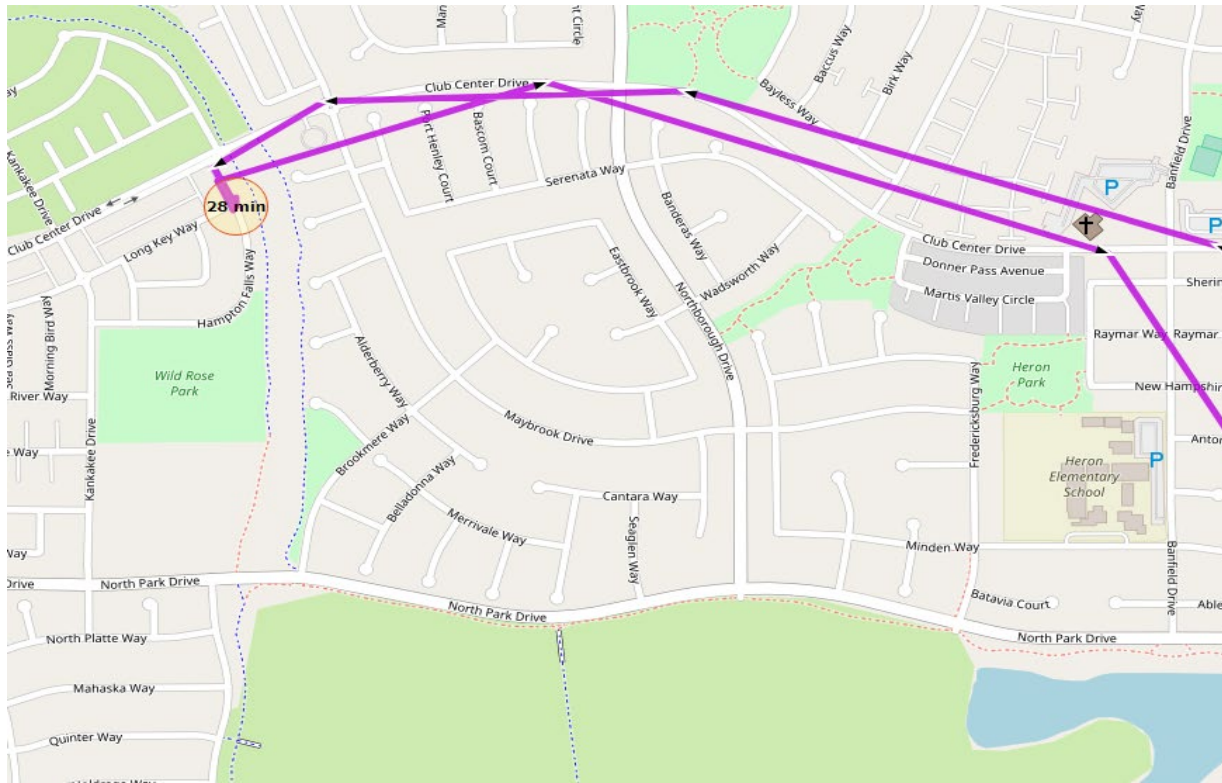 Club Center Drive
Bayless Way
Baccus Way
Birk Way
Banfield Drive
Kankakee Drive
Port Henley Court
Bascom Court
Serenata Way
P
28 min
Club Center Drive
Long Key Way
Hampton Falls Way
Banderas Way
P
Club Center Drive
Donner Pass Avenue
Martis Valley Circle
Eastbrook Way
Wadsworth Way
Northborough Drive
Morning Bird Way
Raymar Way
Raymar
Wild Rose
Park
Alderberry Way
Heron
Park
River Way
New Hampshire
Kankakee Drive
Brookmere Way
Maybrook Drive
Fredericksburg Way
Belladonna Way
Heron
Elementary
School
P
Cantara Way
Merrivale Way
Seaglen Way
Minden Way
Banfield Drive
North Park Drive
North Park Drive
Batavia Court
North Platte Way
North Park Drive
Mahaska Way
Quinter Way